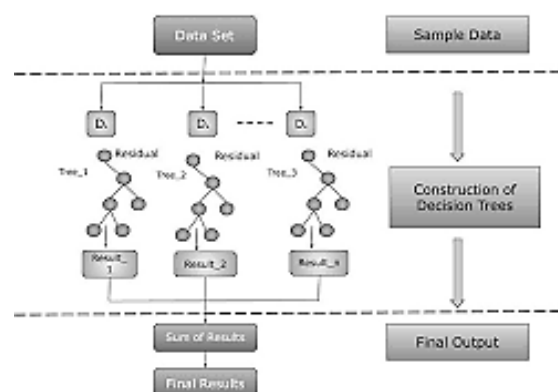 Data Set
Sample Data
D. D. D.
Residual Residual
Tree_1 Tree_2 Tree_3
Construction of
Decision Trees
Result_
1
Result_2
Result_n
Sum of Results
Final Output
Final Results